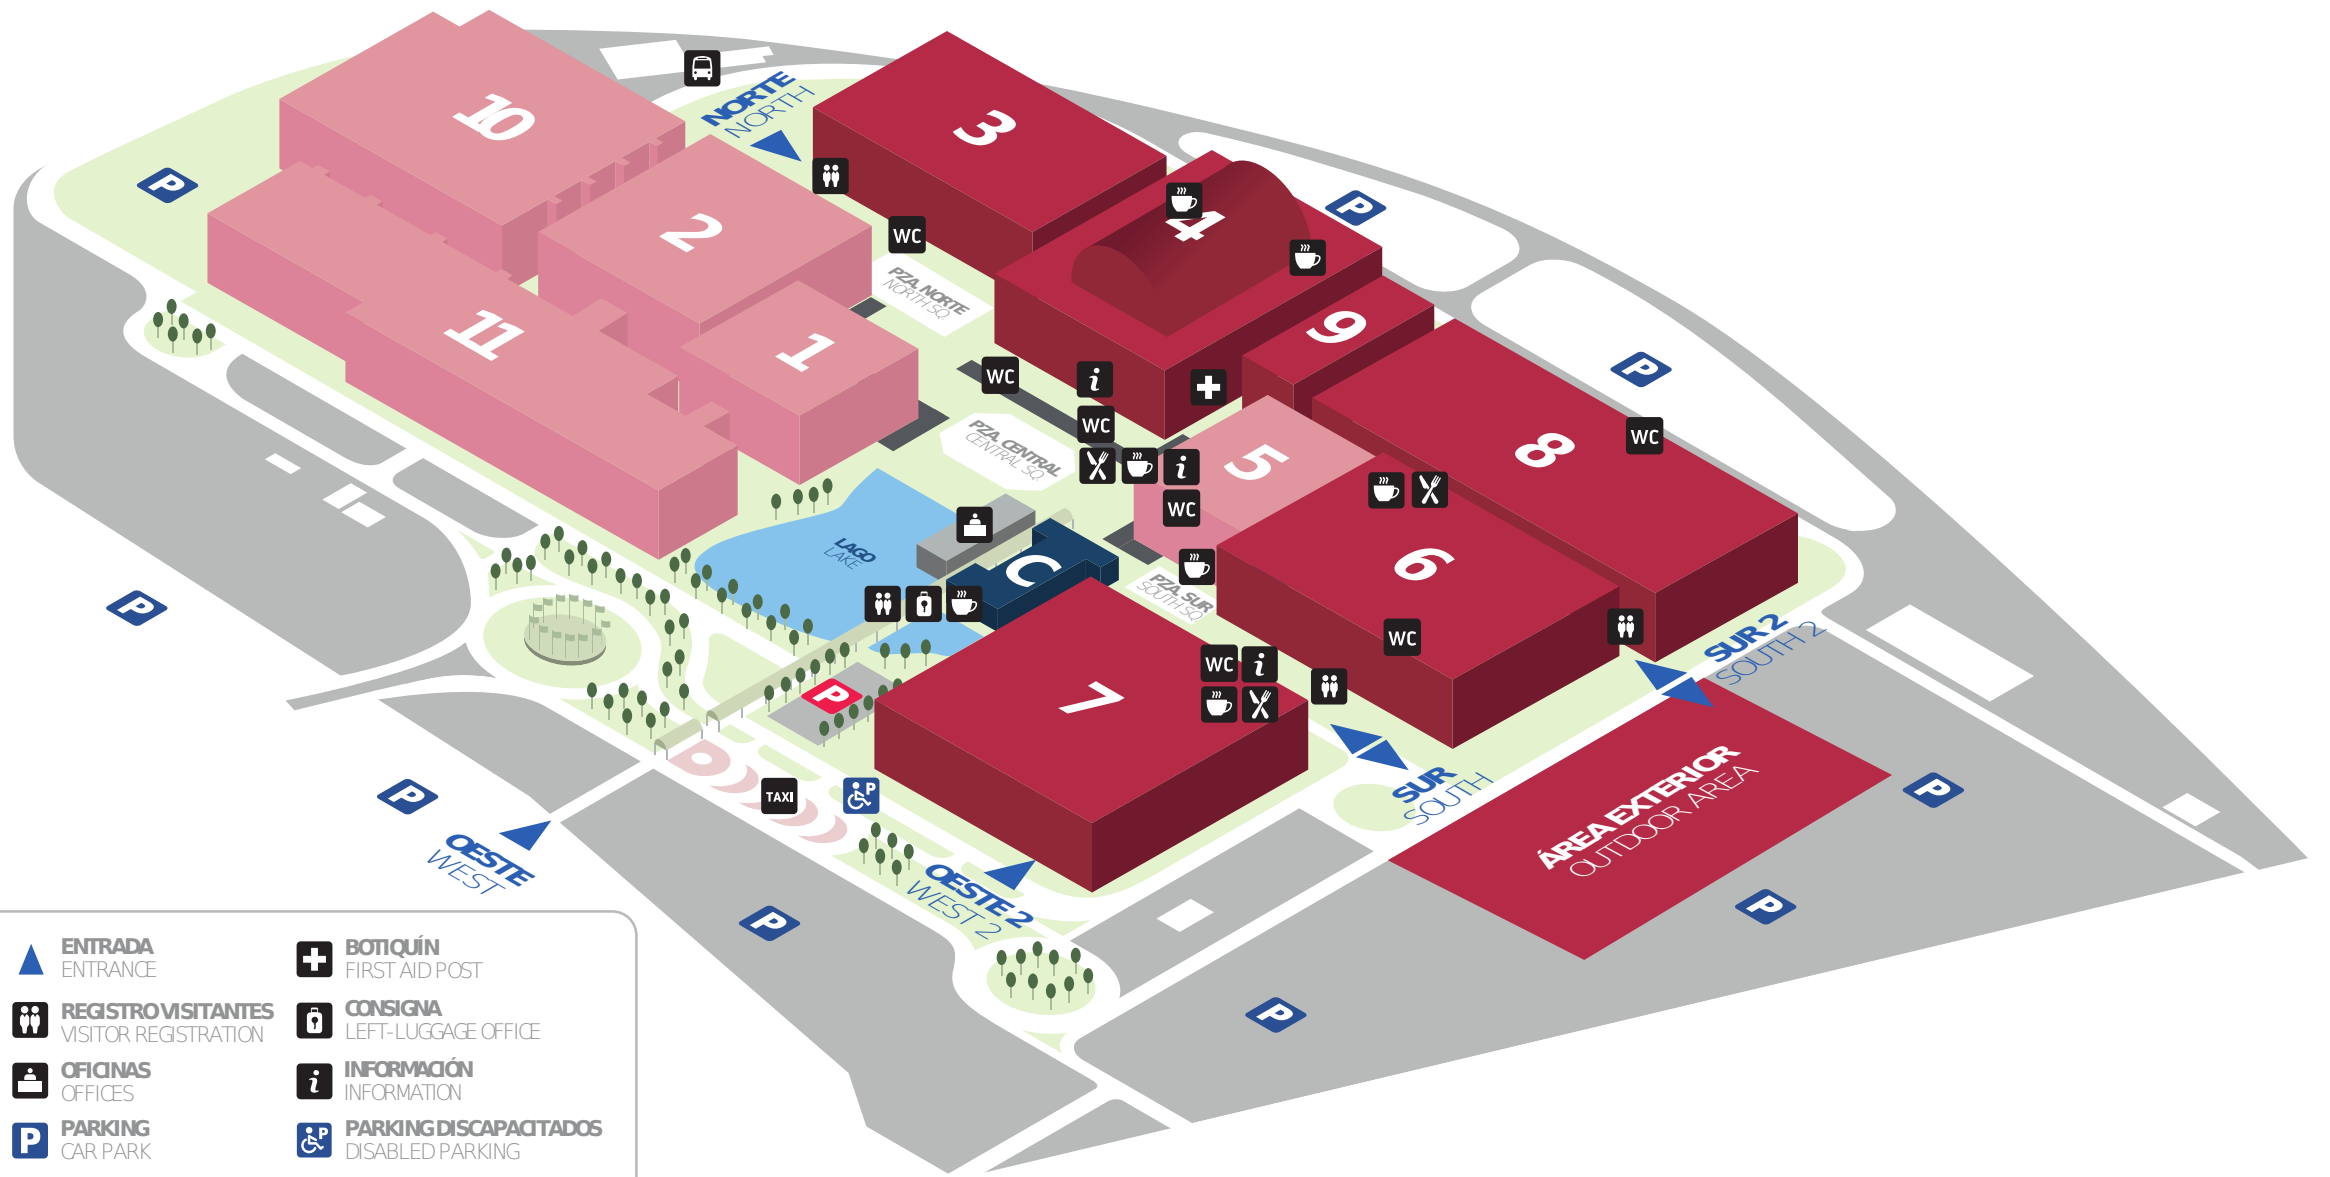 10
NORTE
NORTH
3
P
2
WC
4
P
PZA. NORTE
NORTH SQ.
11
1
9
WC
i
P
WC
PZA. CENTRAL
CENTRAL SQ.
i
5
8
WC
WC
LAGO
LAKE
C
6
PZA. SUR
SOUTH SQ.
P
WC
SUR 2
SOUTH 2
WC i
P
7
TAXI
P
P
SUR
SOUTH
ÁREA EXTERIOR
OUTDOOR AREA
P
OESTE
WEST
OESTE 2
WEST 2
P
P
P
ENTRADA
ENTRANCE
BOTIQUÍN
FIRST AID POST
REGISTRO VISITANTES
VISITOR REGISTRATION
CONSIGNA
LEFT-LUGGAGE OFFICE
OFICINAS
OFFICES
i
INFORMACIÓN
INFORMATION
P
PARKING
CAR PARK
P
PARKING DISCAPACITADOS
DISABLED PARKING